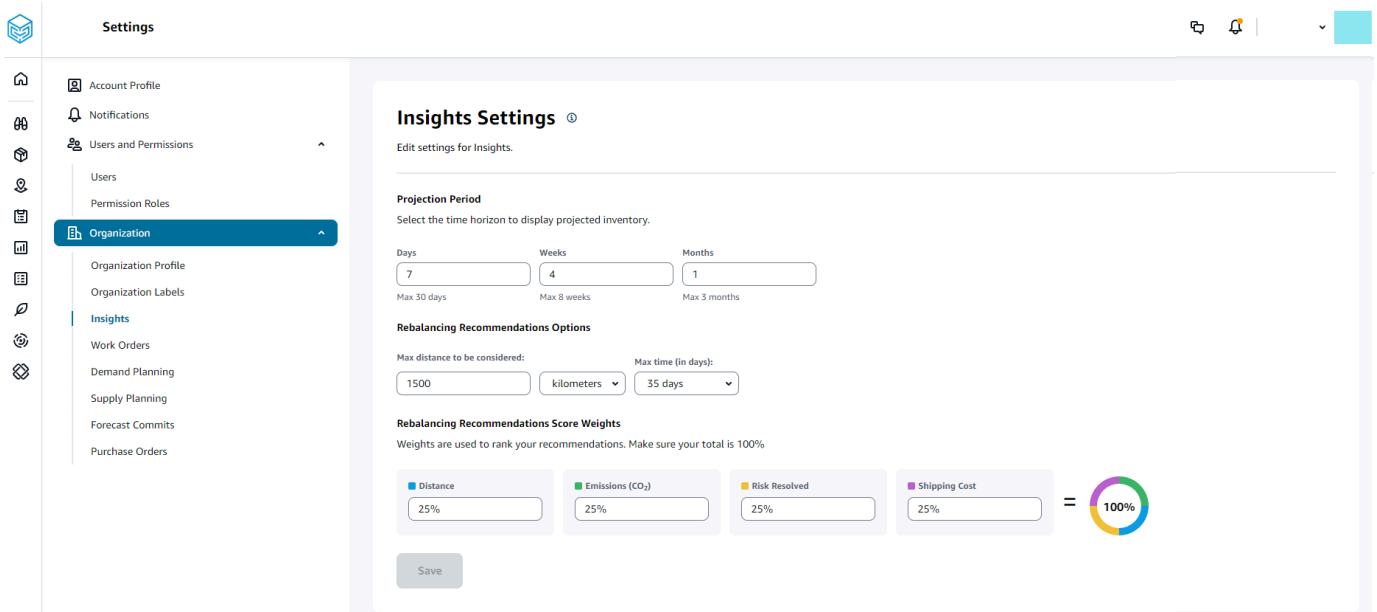 Settings
Account Profile
Notifications
Users and Permissions
Users
Permission Roles
Organization
Organization Profile
Organization Labels
Insights
Work Orders
Demand Planning
Supply Planning
Forecast Commits
Purchase Orders
Insights Settings
Edit settings for Insights.
Projection Period
Select the time horizon to display projected inventory.
Days Weeks Months
7 4 1
Max 30 days Max 8 weeks Max 3 months
Rebalancing Recommendations Options
Max distance to be considered: Max time (in days):
1500 kilometers 35 days
Rebalancing Recommendations Score Weights
Weights are used to rank your recommendations. Make sure your total is 100%
Distance Emissions (CO₂) Risk Resolved Shipping Cost
25% 25% 25% 25% = 100%
Save